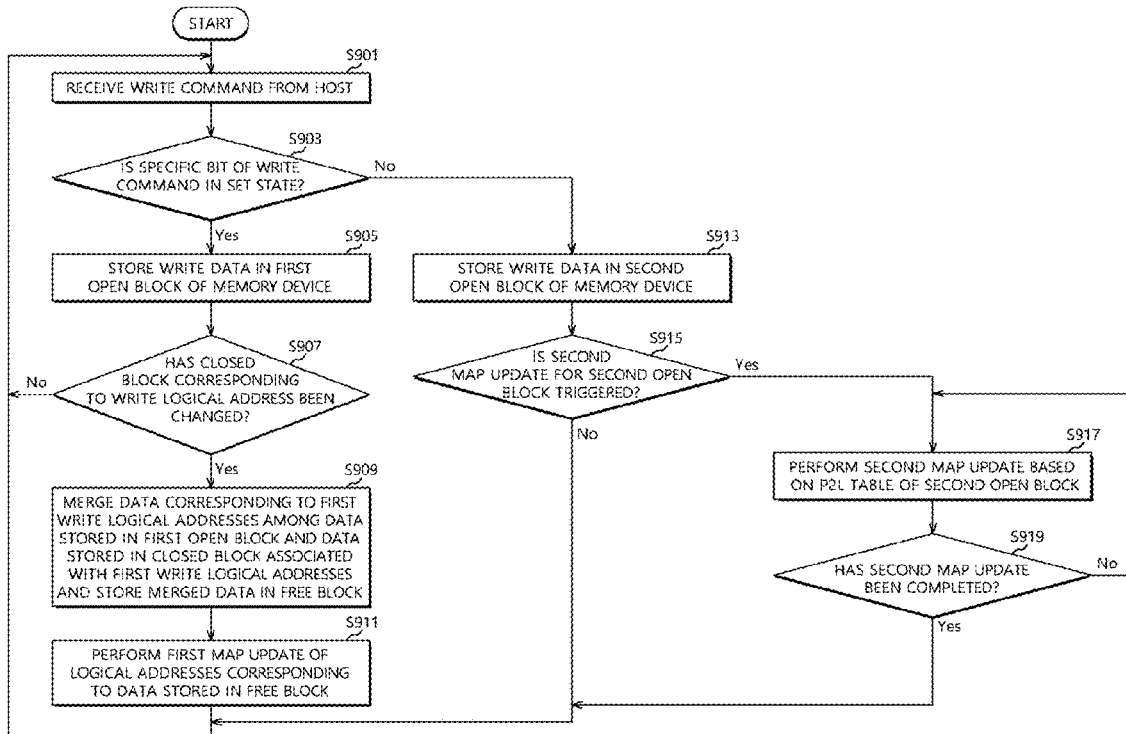 START
S901
RECEIVE WRITE COMMAND FROM HOST
S903
IS SPECIFIC BIT OF WRITE
COMMAND IN SET STATE?
No
Yes
S905
STORE WRITE DATA IN FIRST
OPEN BLOCK OF MEMORY DEVICE
S907
HAS CLOSED
BLOCK CORRESPONDING
TO WRITE LOGICAL ADDRESS BEEN
CHANGED?
No
Yes
S909
MERGE DATA CORRESPONDING TO FIRST
WRITE LOGICAL ADDRESSES AMONG DATA
STORED IN FIRST OPEN BLOCK AND DATA
STORED IN CLOSED BLOCK ASSOCIATED
WITH FIRST WRITE LOGICAL ADDRESSES
AND STORE MERGED DATA IN FREE BLOCK
S911
PERFORM FIRST MAP UPDATE OF
LOGICAL ADDRESSES CORRESPONDING
TO DATA STORED IN FREE BLOCK
S913
STORE WRITE DATA IN SECOND
OPEN BLOCK OF MEMORY DEVICE
S915
IS SECOND
MAP UPDATE FOR SECOND OPEN
BLOCK TRIGGERED?
Yes
No
S917
PERFORM SECOND MAP UPDATE BASED
ON P2L TABLE OF SECOND OPEN BLOCK
S919
HAS SECOND MAP UPDATE
BEEN COMPLETED?
No
Yes